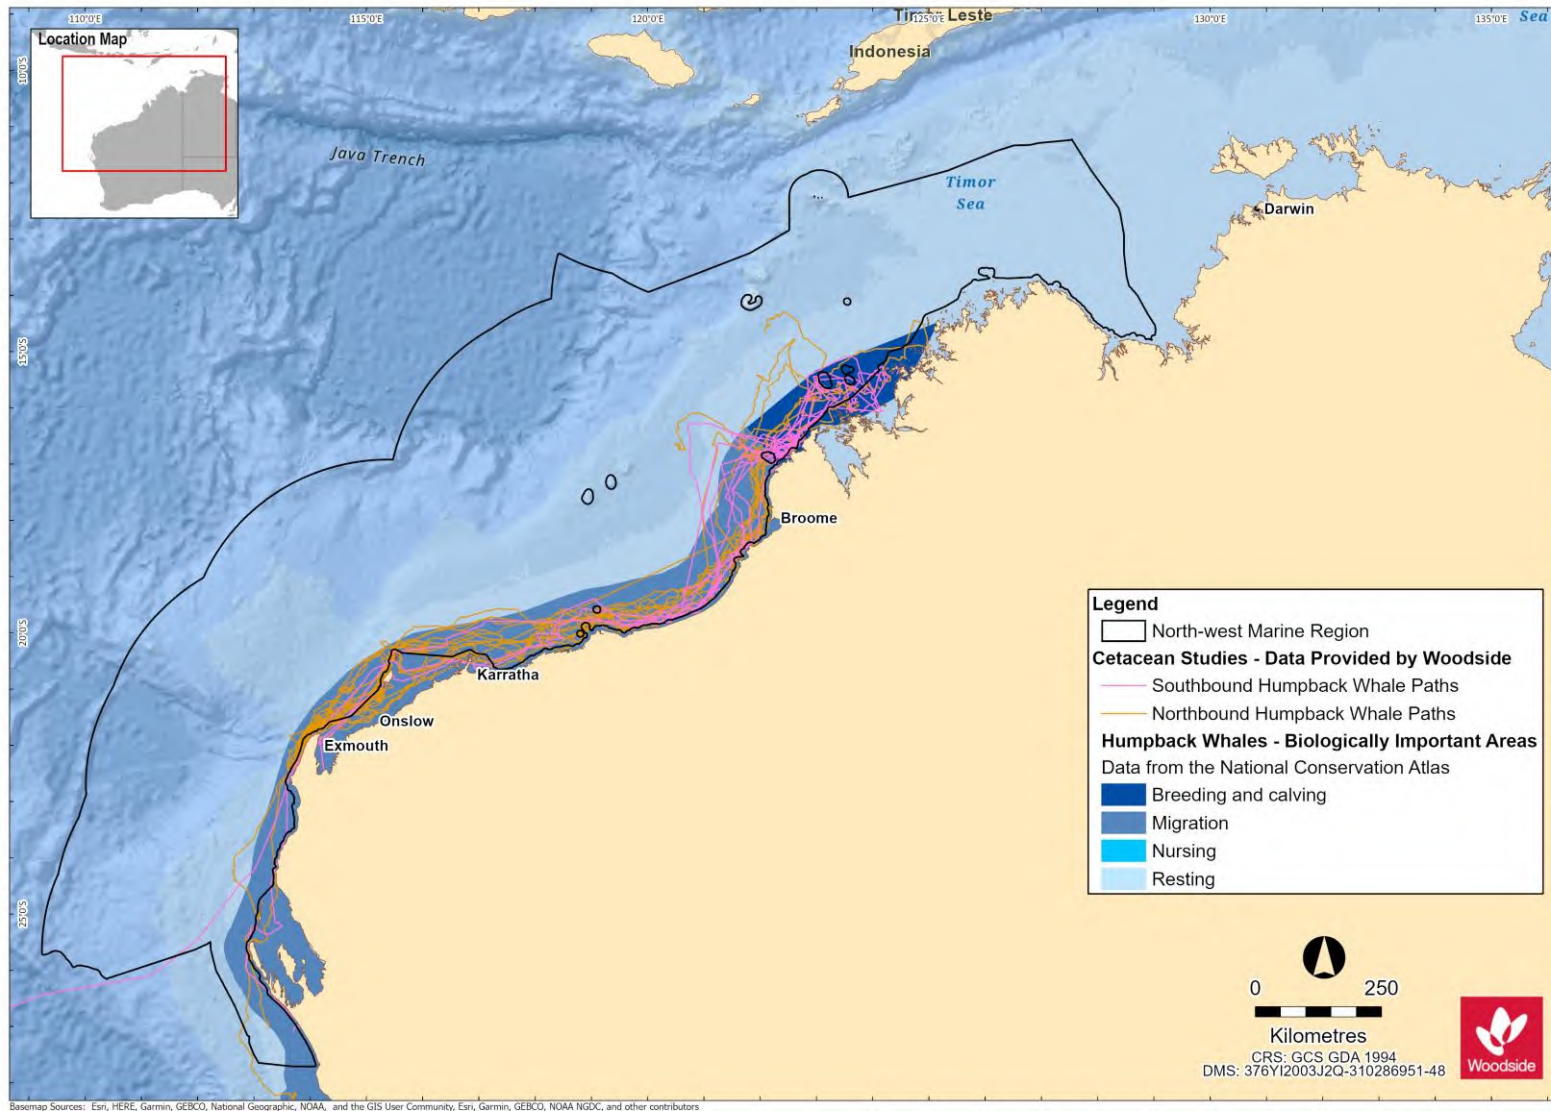 110°0'E
115°0'E
120°0'E
125°0'E
130°0'E
135°0'E
Timor Leste
Sea
Location Map
Indonesia
10°0'S
Java Trench
Timor
Sea
Darwin
15°0'S
Broome
20°0'S
Karratha
Onslow
Exmouth
25°0'S
Legend
North-west Marine Region
Cetacean Studies - Data Provided by Woodside
Southbound Humpback Whale Paths
Northbound Humpback Whale Paths
Humpback Whales - Biologically Important Areas
Data from the National Conservation Atlas
Breeding and calving
Migration
Nursing
Resting
0 250
Kilometres
CRS: GCS GDA 1994
DMS: 376YI2003J2Q-310286951-48
Woodside
Basemap Sources: Esri, HERE, Garmin, GEBCO, National Geographic, NOAA, and the GIS User Community, Esri, Garmin, GEBCO, NOAA NGDC, and other contributors